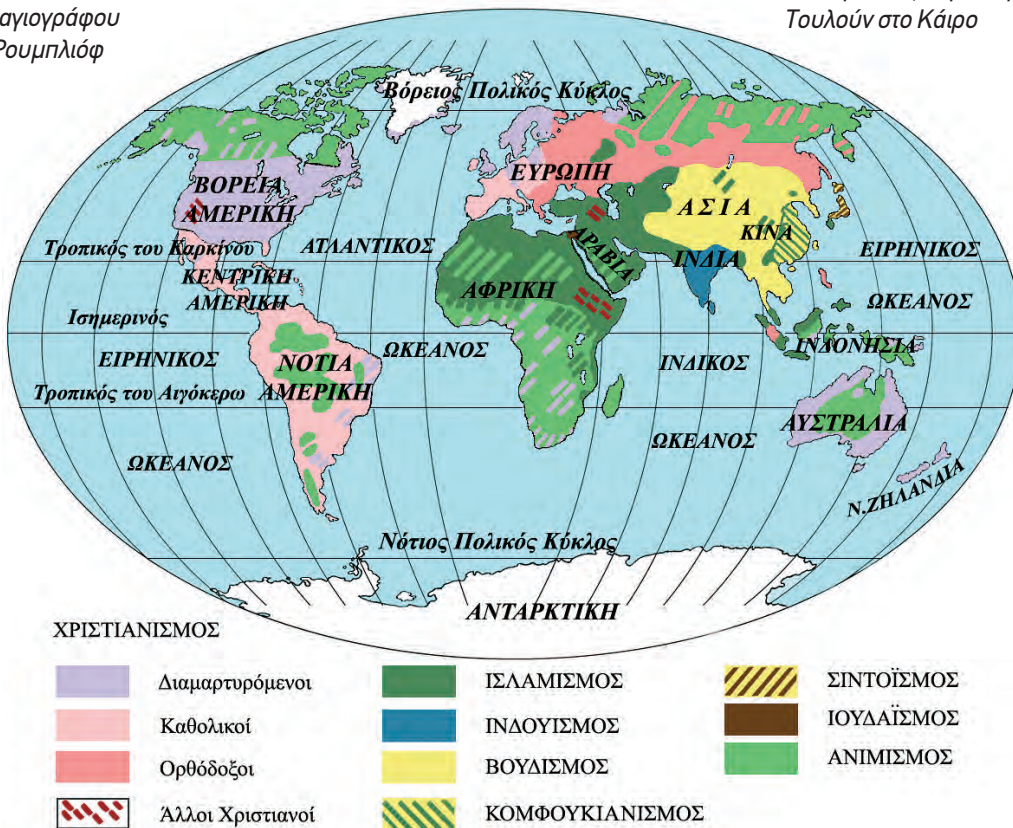 αγιογράφου
Ρουμπλιόφ
Τουλούν στο Κάιρο
Βόρειος Πολικός Κύκλος
ΒΟΡΕΙΑ
ΑΜΕΡΙΚΗ
ΕΥΡΩΠΗ
ΑΣΙΑ
ΚΙΝΑ
Τροπικός του Καρκίνου
ΑΤΛΑΝΤΙΚΟΣ
ΑΡΑΒΙΑ
ΙΝΔΙΑ
ΕΙΡΗΝΙΚΟΣ
ΚΕΝΤΡΙΚΗ
ΑΜΕΡΙΚΗ
ΑΦΡΙΚΗ
ΩΚΕΑΝΟΣ
Ισημερινός
ΕΙΡΗΝΙΚΟΣ
ΝΟΤΙΑ
ΑΜΕΡΙΚΗ
ΩΚΕΑΝΟΣ
ΙΝΔΙΚΟΣ
ΙΝΔΟΝΗΣΙΑ
Τροπικός του Αιγόκερω
ΑΥΣΤΡΑΛΙΑ
ΩΚΕΑΝΟΣ
ΩΚΕΑΝΟΣ
Ν.ΖΗΛΑΝΔΙΑ
Νότιος Πολικός Κύκλος
ΑΝΤΑΡΚΤΙΚΗ
ΧΡΙΣΤΙΑΝΙΣΜΟΣ
Διαμαρτυρόμενοι
Καθολικοί
Ορθόδοξοι
Άλλοι Χριστιανοί
ΙΣΛΑΜΙΣΜΟΣ
ΙΝΔΟΥΙΣΜΟΣ
ΒΟΥΔΙΣΜΟΣ
ΚΟΜΦΟΥΚΙΑΝΙΣΜΟΣ
ΣΙΝΤΟΪΣΜΟΣ
ΙΟΥΔΑΪΣΜΟΣ
ΑΝΙΜΙΣΜΟΣ